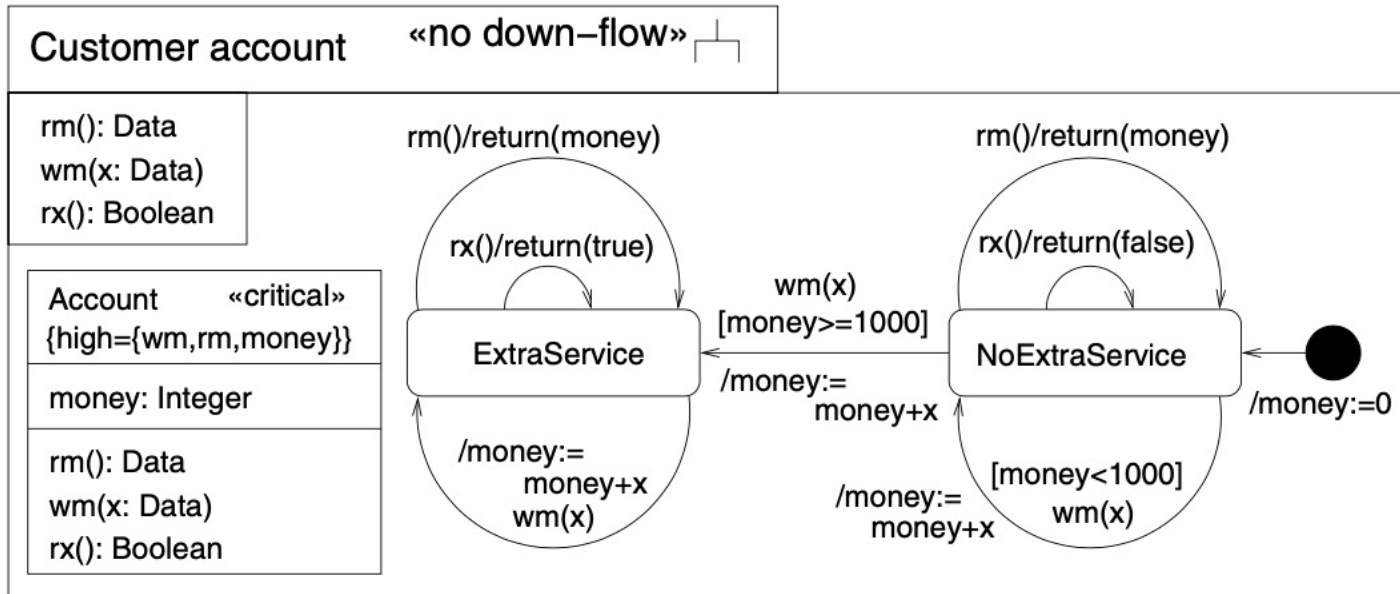 Customer account «no down–flow»
rm(): Data
wm(x: Data)
rx(): Boolean
Account «critical»
{high={wm,rm,money}}
money: Integer
rm(): Data
wm(x: Data)
rx(): Boolean
rm()/return(money)
rx()/return(true)
ExtraService
/money:=
money+x
wm(x)
wm(x)
[money>=1000]
/money:=
money+x
rm()/return(money)
rx()/return(false)
NoExtraService
[money<1000]
wm(x)
/money:=
money+x
/money:=0